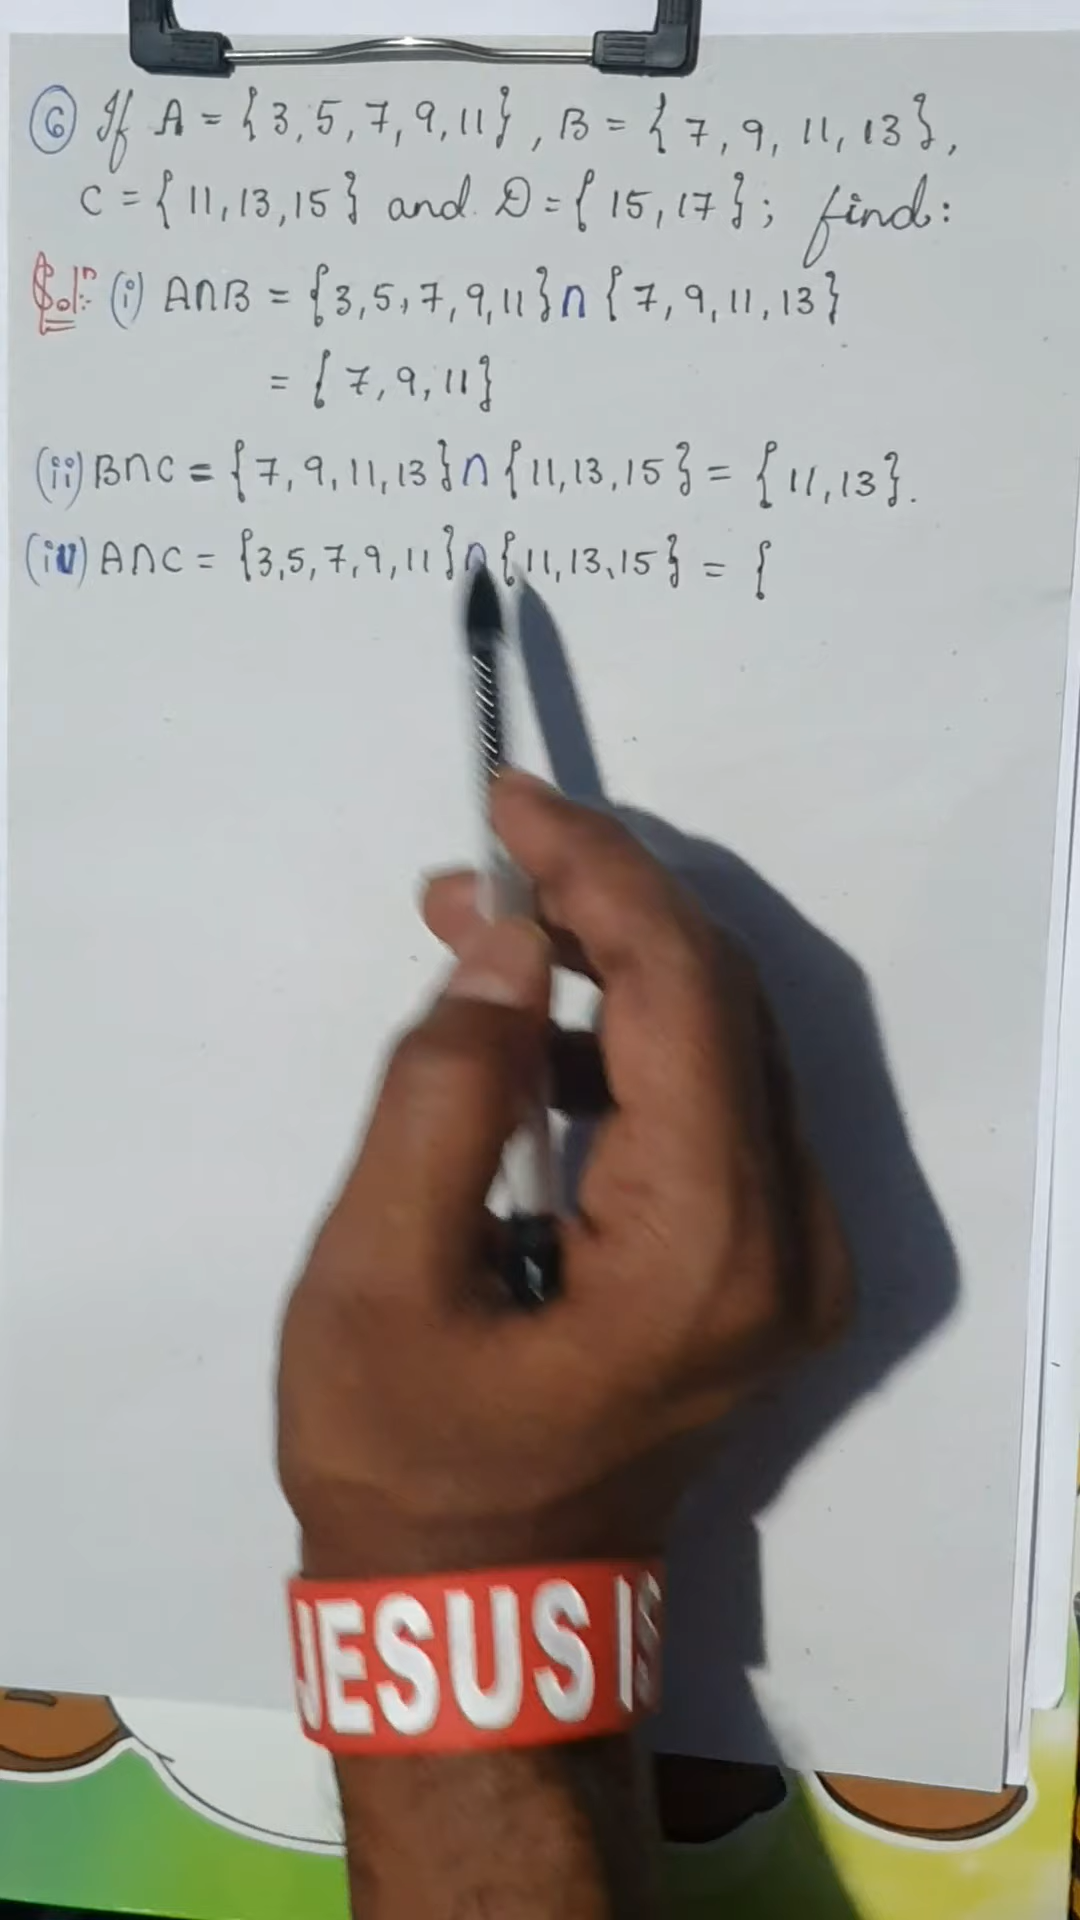 6 If A = {3, 5, 7, 9, 11}, B = {7, 9, 11, 13},
C = {11, 13, 15} and D = {15, 17}; find:
Solⁿ:- (i) A∩B = {3, 5, 7, 9, 11} ∩ {7, 9, 11, 13}
= {7, 9, 11}
(ii) B∩C = {7, 9, 11, 13} ∩ {11, 13, 15} = {11, 13}.
(iv) A∩C = {3, 5, 7, 9, 11} ∩ {11, 13, 15} = {
JESUS IS